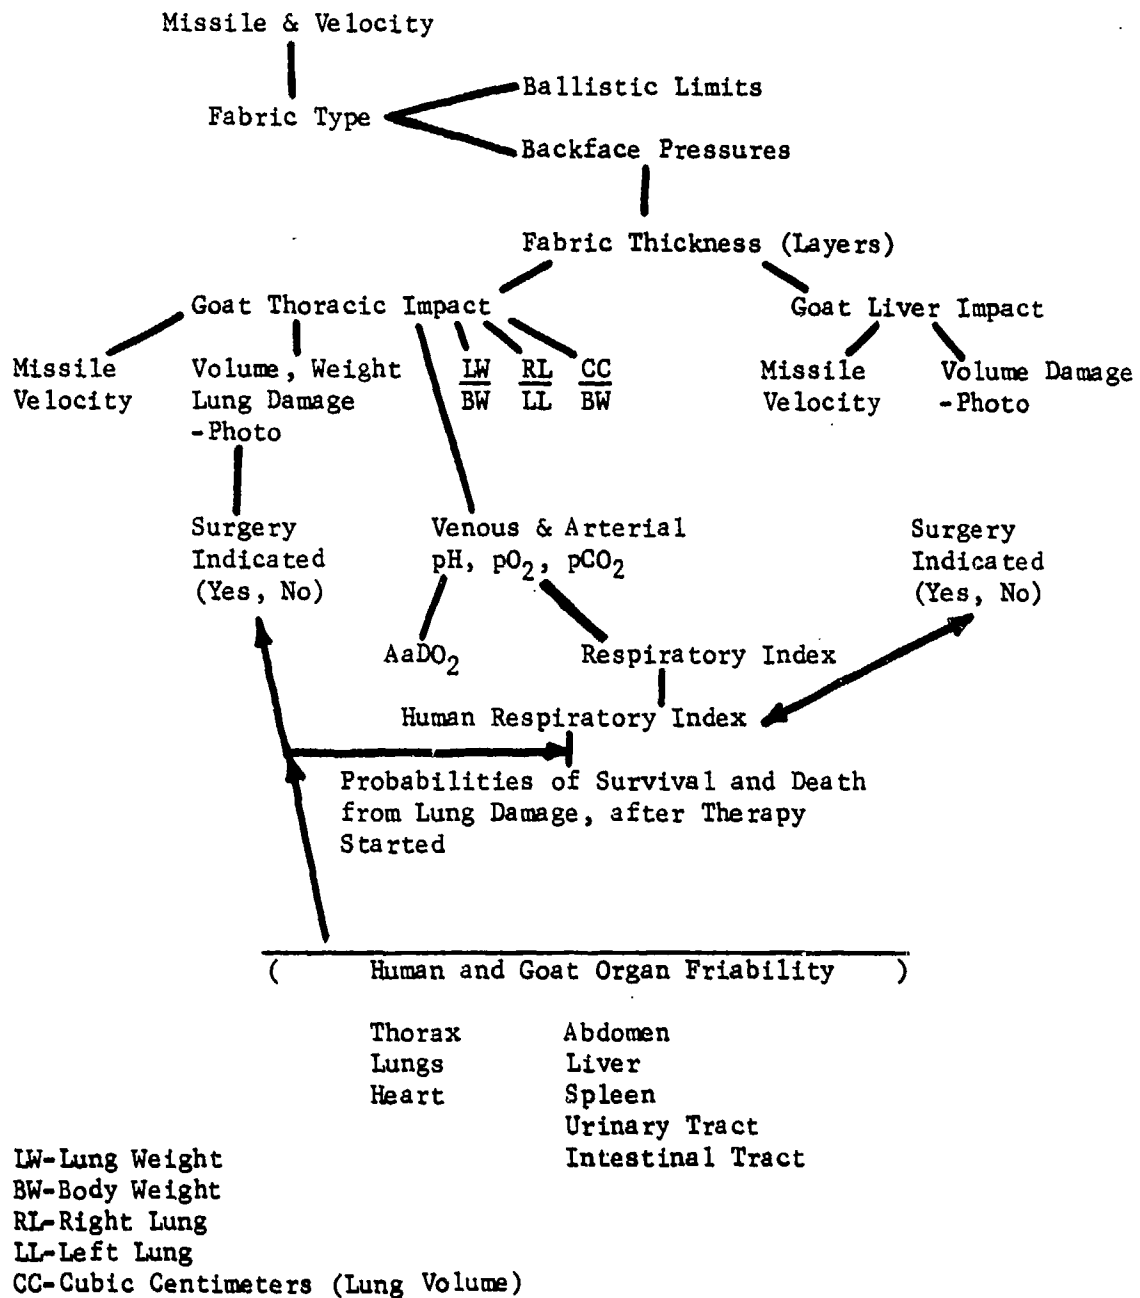 Missile & Velocity
Fabric Type
Ballistic Limits
Backface Pressures
Fabric Thickness (Layers)
Goat Thoracic Impact
Goat Liver Impact
Missile
Velocity
Volume, Weight
Lung Damage
-Photo
LW
BW
RL
LL
CC
BW
Missile
Velocity
Volume Damage
-Photo
Surgery
Indicated
(Yes, No)
Venous & Arterial
pH, pO₂, pCO₂
Surgery
Indicated
(Yes, No)
AaDO₂
Respiratory Index
Human Respiratory Index
Probabilities of Survival and Death
from Lung Damage, after Therapy
Started
( Human and Goat Organ Friability )
Thorax
Lungs
Heart
Abdomen
Liver
Spleen
Urinary Tract
Intestinal Tract
LW-Lung Weight
BW-Body Weight
RL-Right Lung
LL-Left Lung
CC-Cubic Centimeters (Lung Volume)